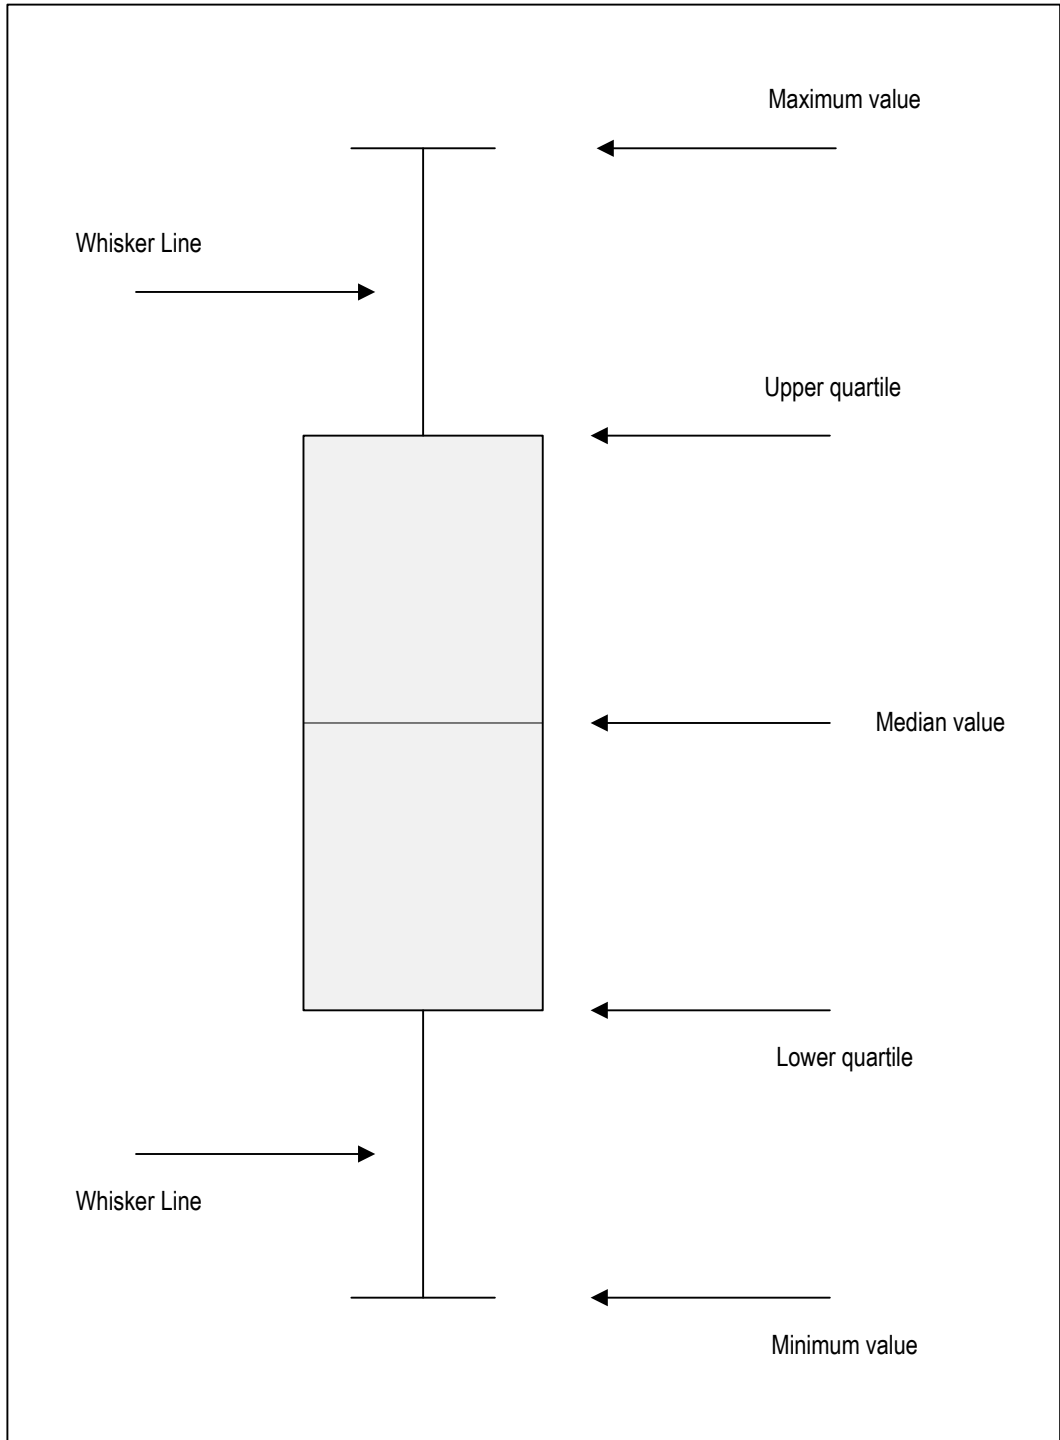 Maximum value
Whisker Line
Upper quartile
Median value
Lower quartile
Whisker Line
Minimum value